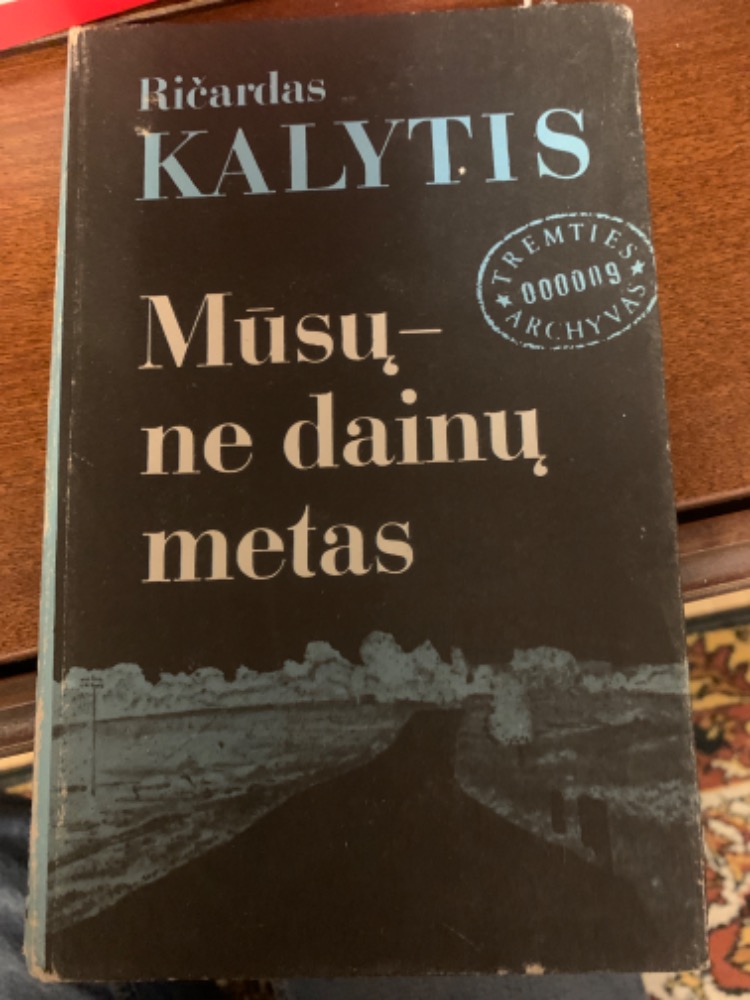 Ričardas
KALYTIS
TREMTIES
000009
ARCHYVAS
Mūsų–
ne dainų
metas